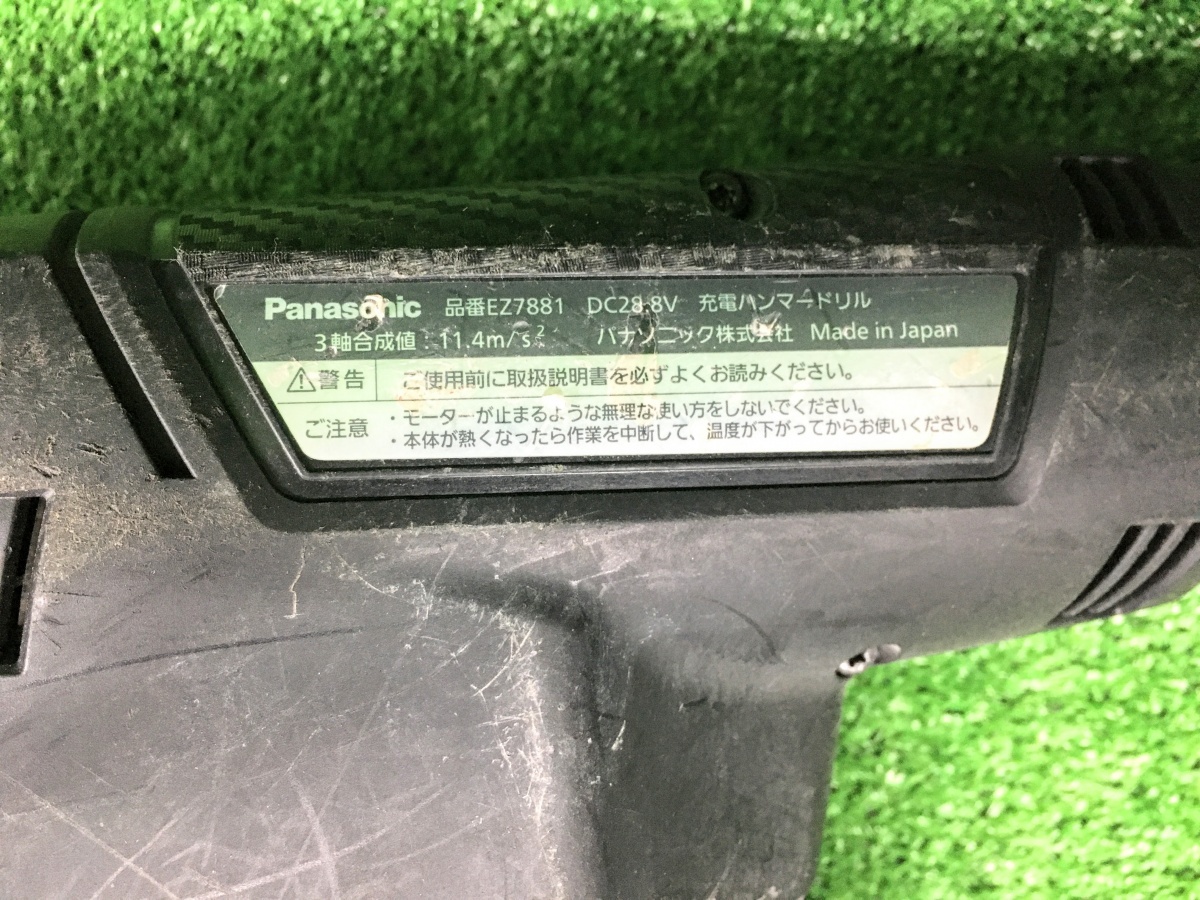 Panasonic 品番EZ7881 DC28.8V 充電ハンマードリル
3軸合成値：11.4m/s² パナソニック株式会社 Made in Japan
⚠警告 ご使用前に取扱説明書を必ずよくお読みください。
ご注意 ・モーターが止まるような無理な使い方をしないでください。
・本体が熱くなったら作業を中断して、温度が下がってからお使いください。